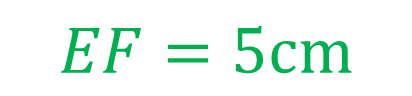 EF = 5cm